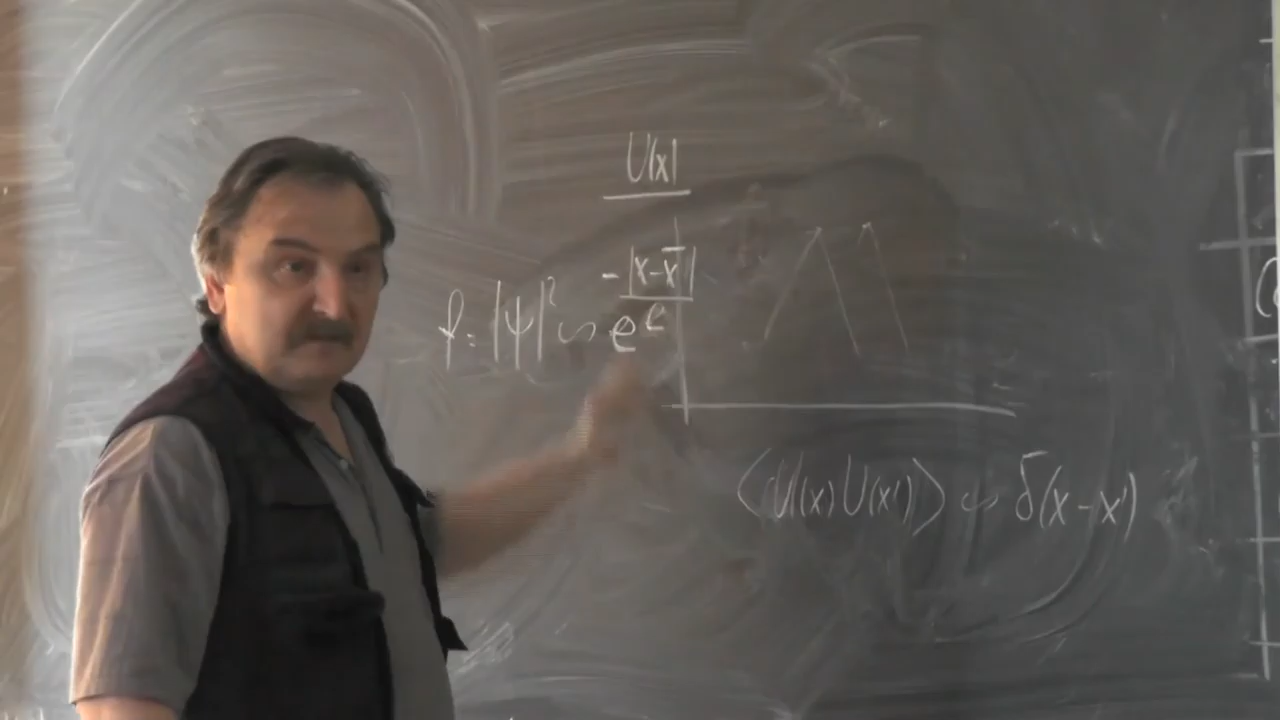 U(x)
ρ = |ψ|² ∼ e^{-|x-x̄|/ℓ}
⟨U(x) U(x')⟩ ∼ δ(x - x')